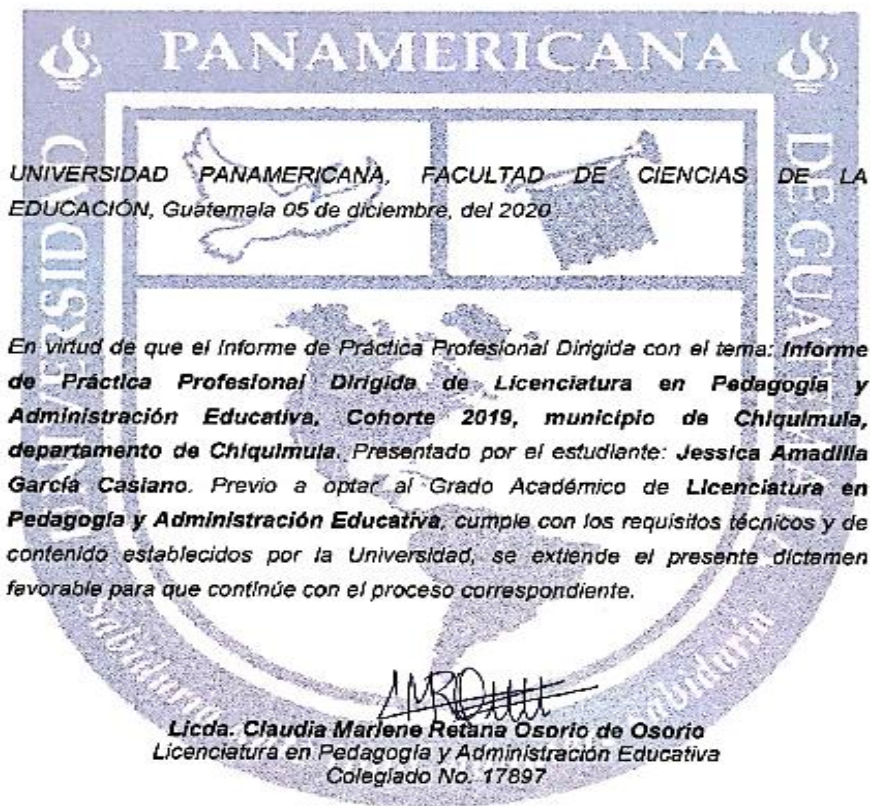 PANAMERICANA
UNIVERSIDAD
DE GUATEMALA
UNIVERSIDAD PANAMERICANA, FACULTAD DE CIENCIAS DE LA
EDUCACIÓN, Guatemala 05 de diciembre, del 2020
En virtud de que el Informe de Práctica Profesional Dirigida con el tema: Informe
de Práctica Profesional Dirigida de Licenciatura en Pedagogía y
Administración Educativa, Cohorte 2019, municipio de Chiquimula,
departamento de Chiquimula. Presentado por el estudiante: Jessica Amadilia
García Casiano. Previo a optar al Grado Académico de Licenciatura en
Pedagogía y Administración Educativa, cumple con los requisitos técnicos y de
contenido establecidos por la Universidad, se extiende el presente dictamen
favorable para que continúe con el proceso correspondiente.
Licda. Claudia Marlene Retana Osorio de Osorio
Licenciatura en Pedagogía y Administración Educativa
Colegiado No. 17897
Sabiduría
sabiduría